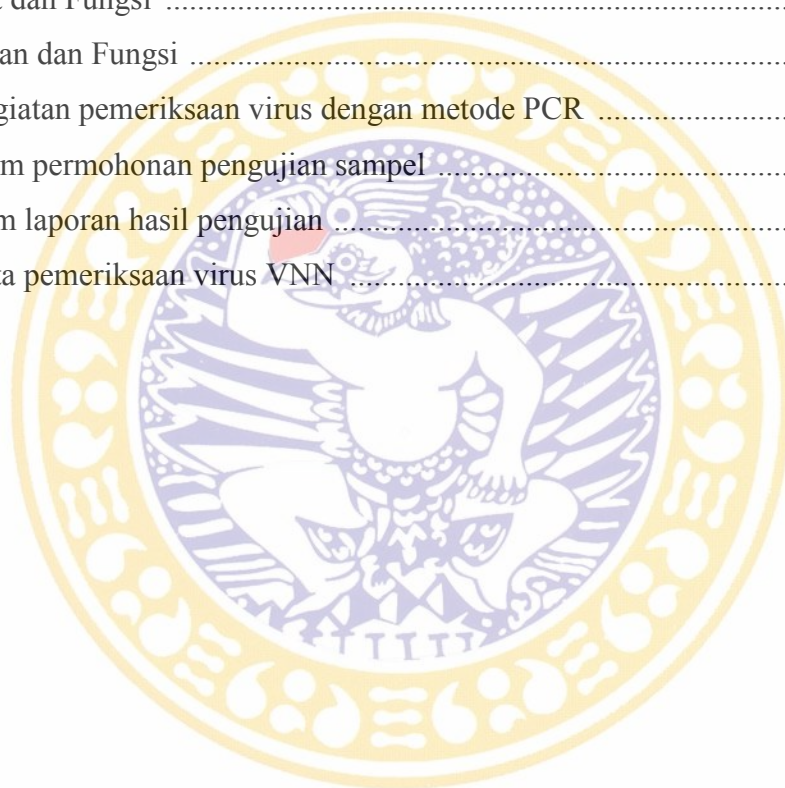 dan Fungsi ........................................................................
an dan Fungsi .....................................................................
giatan pemeriksaan virus dengan metode PCR ........................
m permohonan pengujian sampel ............................................
m laporan hasil pengujian .........................................................
ta pemeriksaan virus VNN .......................................................